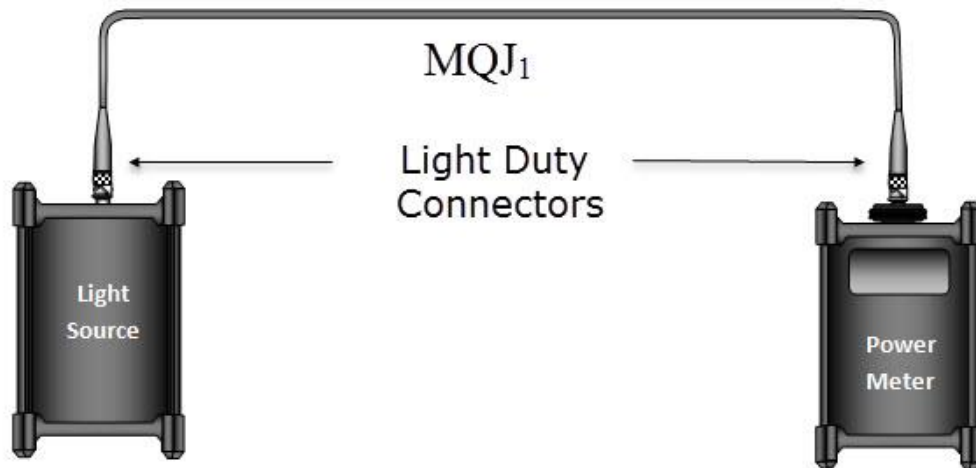 MQJ₁
Light Duty
Connectors
Light
Source
Power
Meter